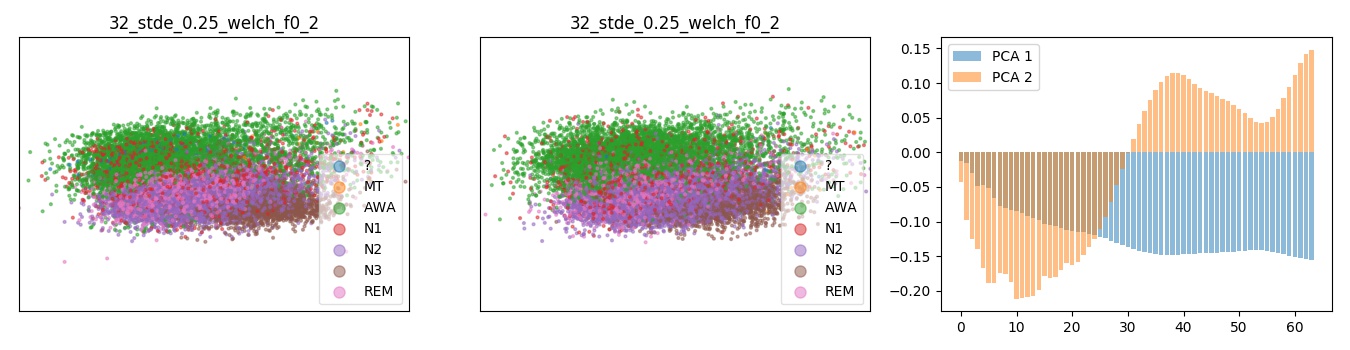 32_stde_0.25_welch_f0_2
?
MT
AWA
N1
N2
N3
REM
32_stde_0.25_welch_f0_2
?
MT
AWA
N1
N2
N3
REM
PCA 1
PCA 2
0.15
0.10
0.05
0.00
−0.05
−0.10
−0.15
−0.20
0 10 20 30 40 50 60